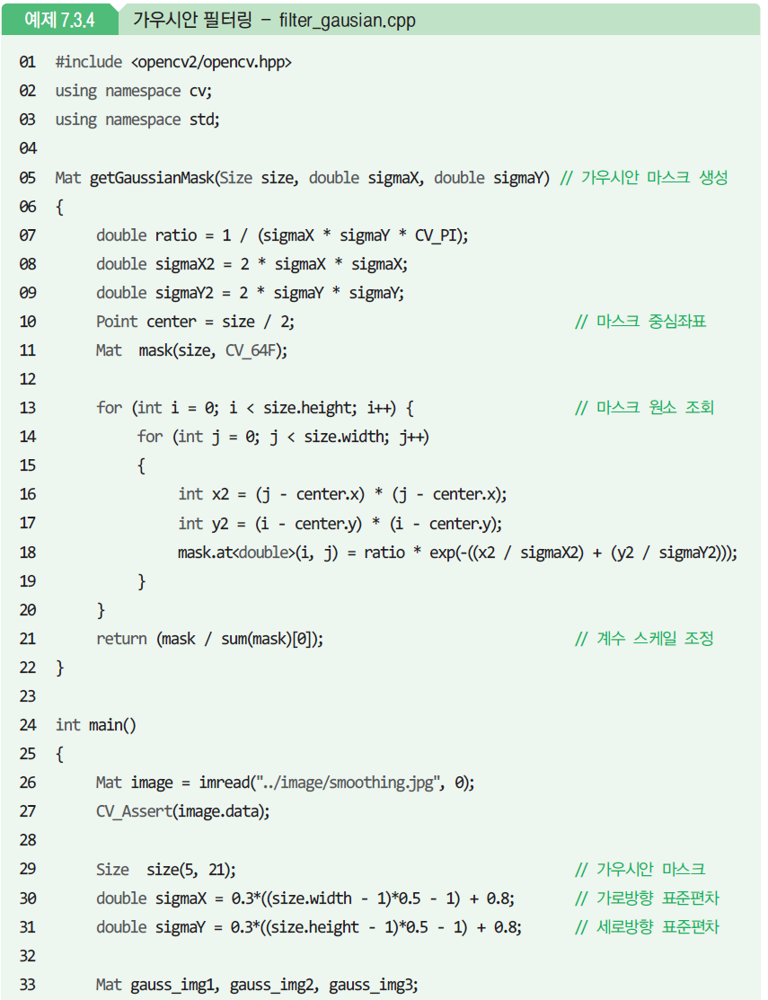 예제 7.3.4 가우시안 필터링 - filter_gausian.cpp
01 #include <opencv2/opencv.hpp>
02 using namespace cv;
03 using namespace std;
04
05 Mat getGaussianMask(Size size, double sigmaX, double sigmaY) // 가우시안 마스크 생성
06 {
07 double ratio = 1 / (sigmaX * sigmaY * CV_PI);
08 double sigmaX2 = 2 * sigmaX * sigmaX;
09 double sigmaY2 = 2 * sigmaY * sigmaY;
10 Point center = size / 2; // 마스크 중심좌표
11 Mat mask(size, CV_64F);
12
13 for (int i = 0; i < size.height; i++) { // 마스크 원소 조회
14 for (int j = 0; j < size.width; j++)
15 {
16 int x2 = (j - center.x) * (j - center.x);
17 int y2 = (i - center.y) * (i - center.y);
18 mask.at<double>(i, j) = ratio * exp(-((x2 / sigmaX2) + (y2 / sigmaY2)));
19 }
20 }
21 return (mask / sum(mask)[0]); // 계수 스케일 조정
22 }
23
24 int main()
25 {
26 Mat image = imread("../image/smoothing.jpg", 0);
27 CV_Assert(image.data);
28
29 Size size(5, 21); // 가우시안 마스크
30 double sigmaX = 0.3*((size.width - 1)*0.5 - 1) + 0.8; // 가로방향 표준편차
31 double sigmaY = 0.3*((size.height - 1)*0.5 - 1) + 0.8; // 세로방향 표준편차
32
33 Mat gauss_img1, gauss_img2, gauss_img3;